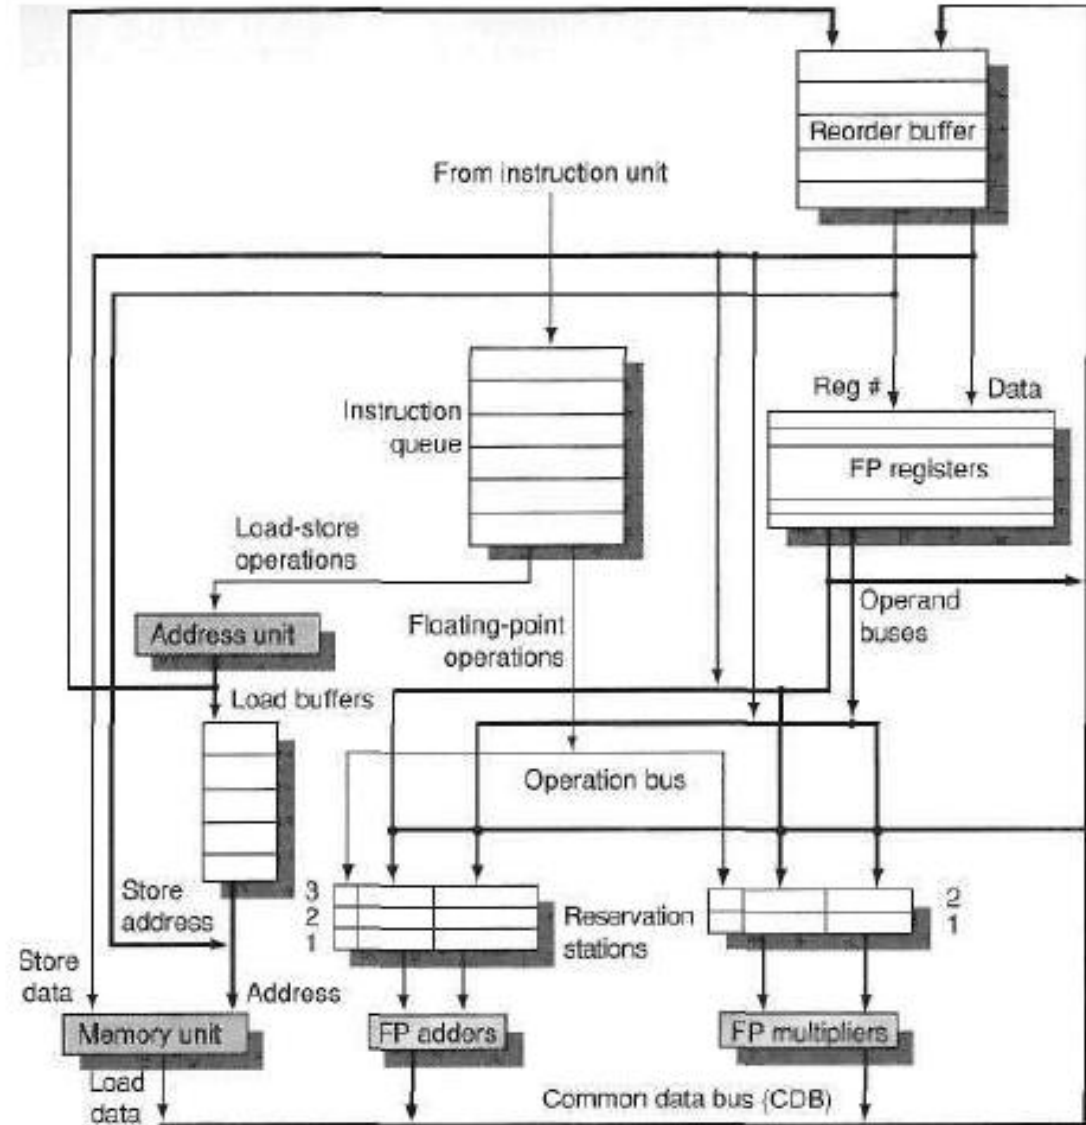 Reorder buffer
From instruction unit
Reg #
Data
Instruction
queue
FP registers
Load-store
operations
Operand
buses
Address unit
Floating-point
operations
Load buffers
Operation bus
Store
address
3
2
1
Reservation
stations
2
1
Store
data
Address
Memory unit
FP adders
FP multipliers
Load
data
Common data bus (CDB)